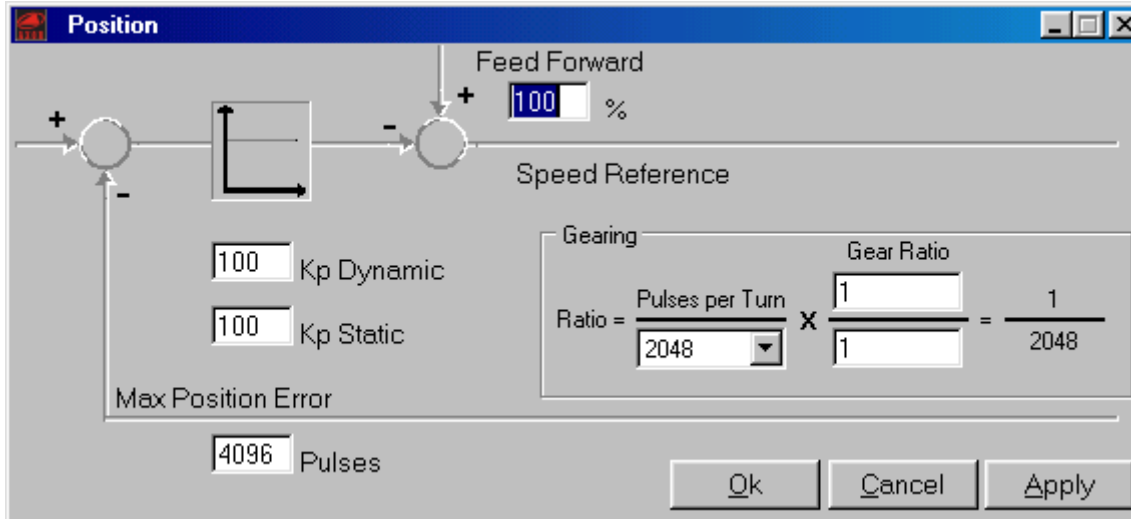 Position
Feed Forward
+ 100 %
+
-
Speed Reference
-
Gearing
Gear Ratio
100 Kp Dynamic
Pulses per Turn 1 1
Ratio = X = 
2048 1 2048
100 Kp Static
Max Position Error
4096 Pulses
Ok Cancel Apply